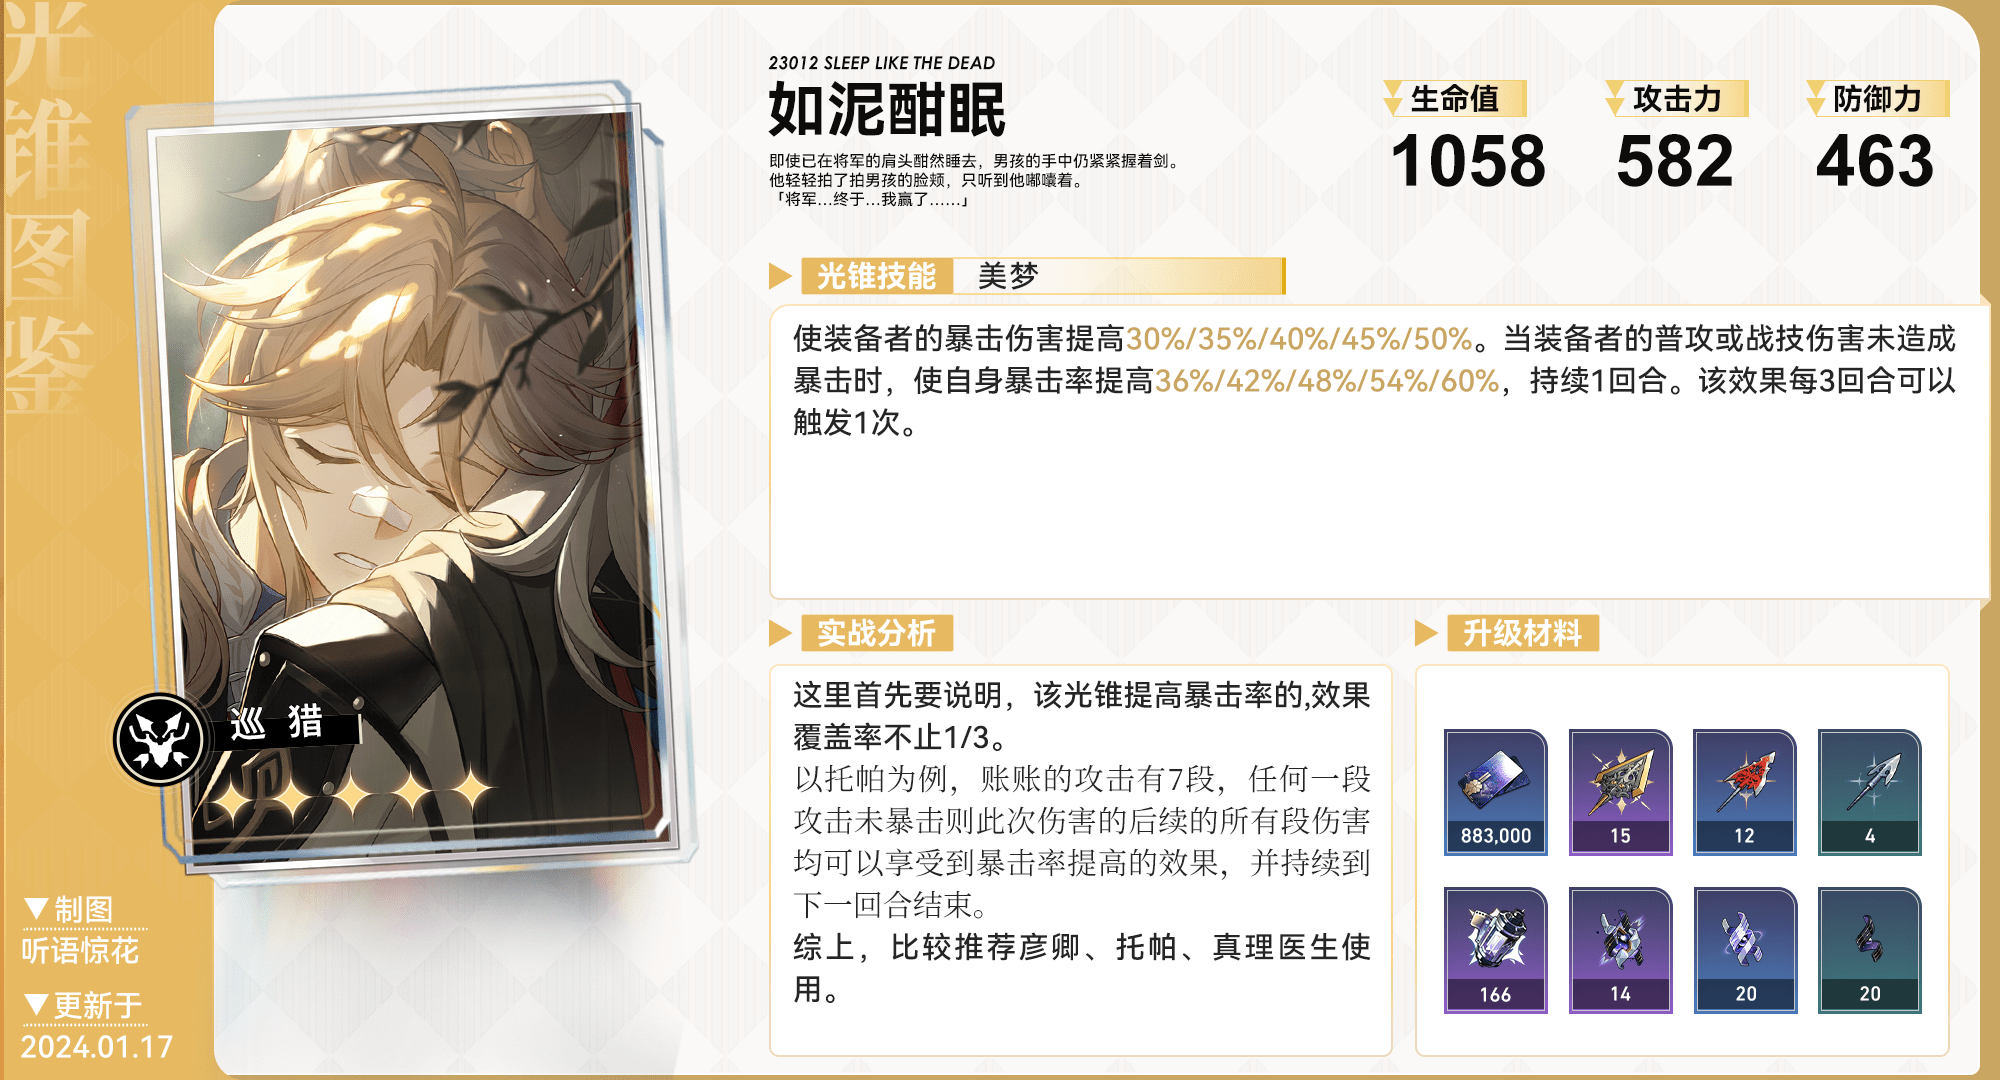 光锥图鉴
23012 SLEEP LIKE THE DEAD
如泥酣眠
即使已在将军的肩头酣然睡去，男孩的手中仍紧紧握着剑。
他轻轻拍了拍男孩的脸颊，只听到他嘟囔着。
「将军...终于...我赢了......」
生命值
1058
攻击力
582
防御力
463
光锥技能 美梦
使装备者的暴击伤害提高30%/35%/40%/45%/50%。当装备者的普攻或战技伤害未造成
暴击时，使自身暴击率提高36%/42%/48%/54%/60%，持续1回合。该效果每3回合可以
触发1次。
巡猎
实战分析
这里首先要说明，该光锥提高暴击率的,效果
覆盖率不止1/3。
以托帕为例，账账的攻击有7段，任何一段
攻击未暴击则此次伤害的后续的所有段伤害
均可以享受到暴击率提高的效果，并持续到
下一回合结束。
综上，比较推荐彦卿、托帕、真理医生使
用。
升级材料
883,000
15
12
4
166
14
20
20
▼制图
听语惊花
▼更新于
2024.01.17